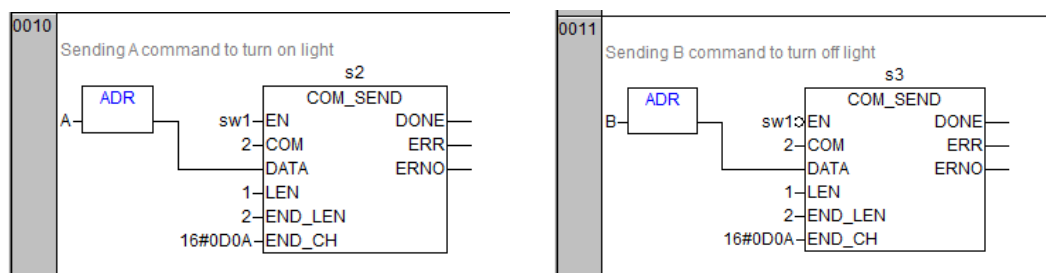 0010
Sending A command to turn on light
s2
ADR
COM_SEND
A
sw1 EN DONE
2 COM ERR
DATA ERNO
1 LEN
2 END_LEN
16#0D0A END_CH
0011
Sending B command to turn off light
s3
ADR
COM_SEND
B
sw1 EN DONE
2 COM ERR
DATA ERNO
1 LEN
2 END_LEN
16#0D0A END_CH